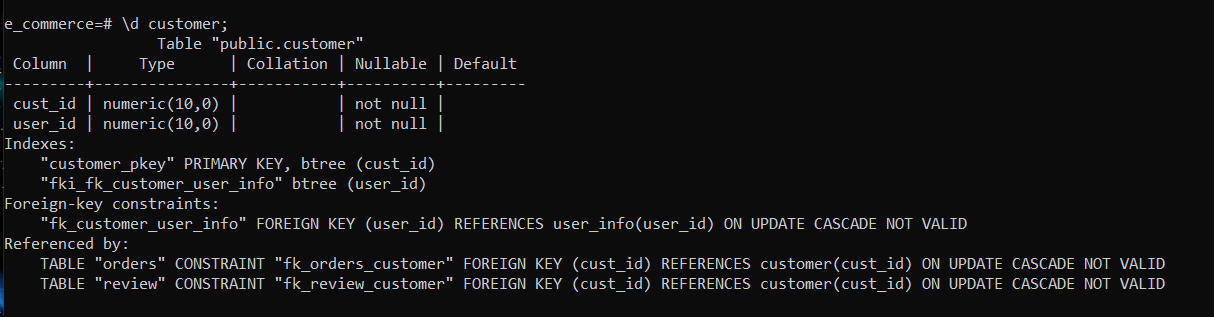 e_commerce=# \d customer;
                Table "public.customer"
 Column  |     Type      | Collation | Nullable | Default
---------+---------------+-----------+----------+---------
 cust_id | numeric(10,0) |           | not null |
 user_id | numeric(10,0) |           | not null |
Indexes:
    "customer_pkey" PRIMARY KEY, btree (cust_id)
    "fki_fk_customer_user_info" btree (user_id)
Foreign-key constraints:
    "fk_customer_user_info" FOREIGN KEY (user_id) REFERENCES user_info(user_id) ON UPDATE CASCADE NOT VALID
Referenced by:
    TABLE "orders" CONSTRAINT "fk_orders_customer" FOREIGN KEY (cust_id) REFERENCES customer(cust_id) ON UPDATE CASCADE NOT VALID
    TABLE "review" CONSTRAINT "fk_review_customer" FOREIGN KEY (cust_id) REFERENCES customer(cust_id) ON UPDATE CASCADE NOT VALID